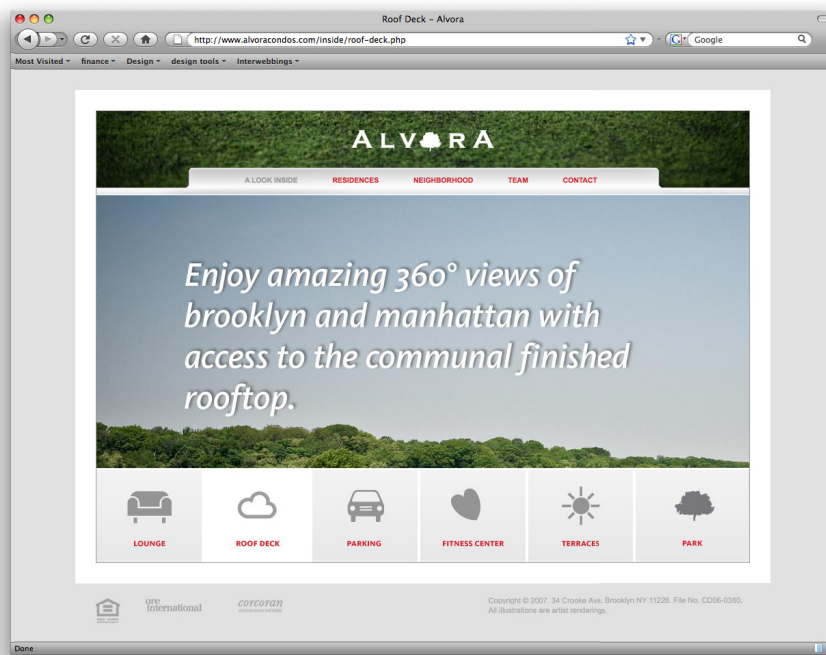 Roof Deck – Alvora
http://www.alvoracondos.com/inside/roof-deck.php
G
Google
Most Visited
finance
Design
design tools
Interwebbings
ALVORA
A LOOK INSIDE
RESIDENCES
NEIGHBORHOOD
TEAM
CONTACT
Enjoy amazing 360° views of
brooklyn and manhattan with
access to the communal finished
rooftop.
LOUNGE
ROOF DECK
PARKING
FITNESS CENTER
TERRACES
PARK
ore
international
corcoran
Copyright © 2007. 34 Crooke Ave, Brooklyn NY 11226. File No. CD06-0380.
All illustrations are artist renderings.
Done